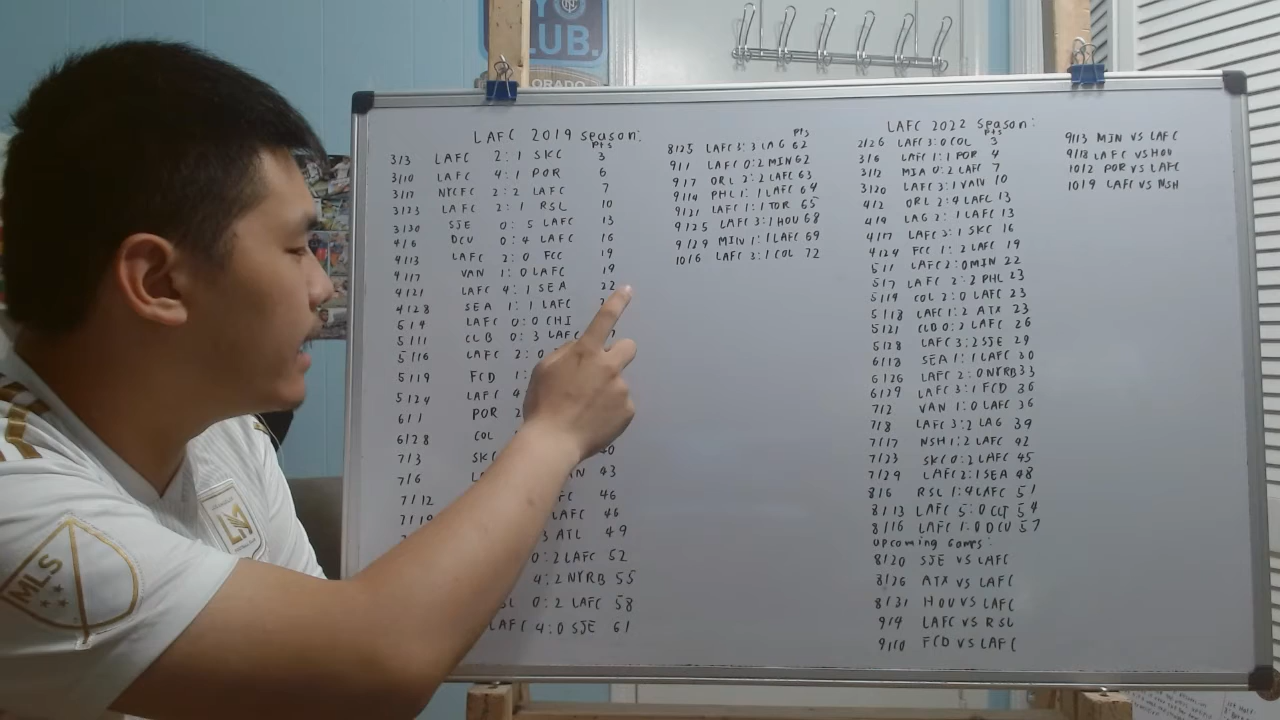 YO
LUB.
ORADO
LAFC 2019 season:
Pts
3/3 LAFC 2:1 SKC 3
3/10 LAFC 4:1 POR 6
3/17 NYCFC 2:2 LAFC 7
3/23 LAFC 2:1 RSL 10
3/30 SJE 0:5 LAFC 13
4/6 DCU 0:4 LAFC 16
4/13 LAFC 2:0 FCC 19
4/17 VAN 1:0 LAFC 19
4/21 LAFC 4:1 SEA 22
4/28 SEA 1:1 LAFC
5/4 LAFC 0:0 CHI
5/11 CLB 0:3 LAFC
5/16 LAFC 2:0
5/19 FCD 1:
5/24 LAFC 4:
6/1 POR
6/28 COL
7/3 SKC 40
7/6 43
7/12 46
LAFC 46
3 ATL 49
0:2 LAFC 52
4:2 NYRB 55
0:2 LAFC 58
LAFC 4:0 SJE 61
Pts
8/25 LAFC 3:3 LAG 62
9/1 LAFC 0:2 MIN 62
9/7 ORL 2:2 LAFC 63
9/14 PHL 1:1 LAFC 64
9/21 LAFC 1:1 TOR 65
9/25 LAFC 3:1 HOU 68
9/29 MIN 1:1 LAFC 69
10/6 LAFC 3:1 COL 72
LAFC 2022 season:
Pts
2/26 LAFC 3:0 COL 3
3/6 LAFC 1:1 POR 4
3/12 MIA 0:2 LAFC 7
3/20 LAFC 3:1 VAN 10
4/2 ORL 2:4 LAFC 13
4/9 LAG 2:1 LAFC 13
4/17 LAFC 3:1 SKC 16
4/24 FCC 1:2 LAFC 19
5/1 LAFC 2:0 MIN 22
5/7 LAFC 2:2 PHL 23
5/14 COL 2:0 LAFC 23
5/18 LAFC 1:2 ATX 23
5/21 CLB 0:2 LAFC 26
5/28 LAFC 3:2 SJE 29
6/18 SEA 1:1 LAFC 30
6/26 LAFC 2:0 NYRB 33
6/29 LAFC 3:1 FCD 36
7/2 VAN 1:0 LAFC 36
7/8 LAFC 3:2 LAG 39
7/17 NSH 1:2 LAFC 42
7/23 SKC 0:2 LAFC 45
7/29 LAFC 2:1 SEA 48
8/6 RSL 1:4 LAFC 51
8/13 LAFC 5:0 CLT 54
8/16 LAFC 1:0 DCU 57
Upcoming Games:
8/20 SJE VS LAFC
8/26 ATX VS LAFC
8/31 HOU VS LAFC
9/4 LAFC VS RSL
9/10 FCD VS LAFC
9/13 MIN VS LAFC
9/18 LAFC VS HOU
10/2 POR VS LAFC
10/9 LAFC VS NSH
MLS